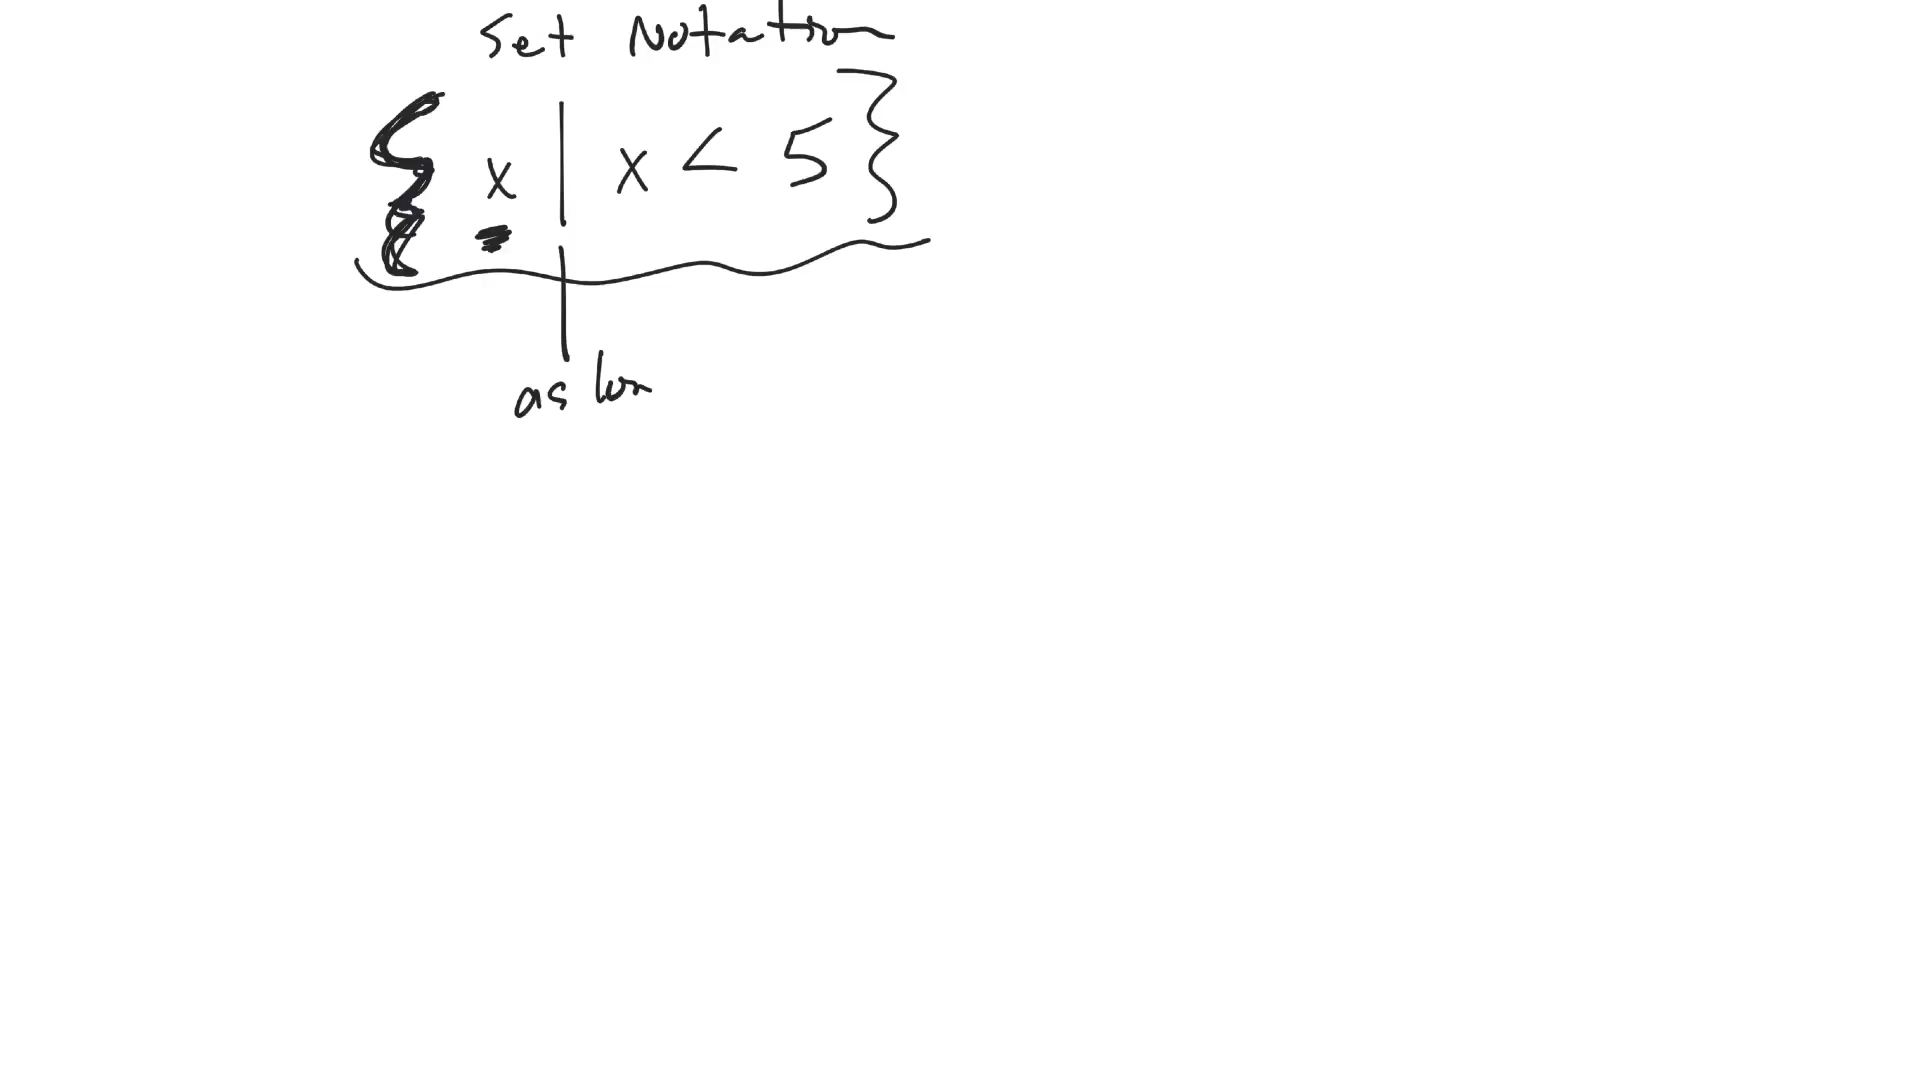 Set Notation
{ x | x < 5 }
as lon